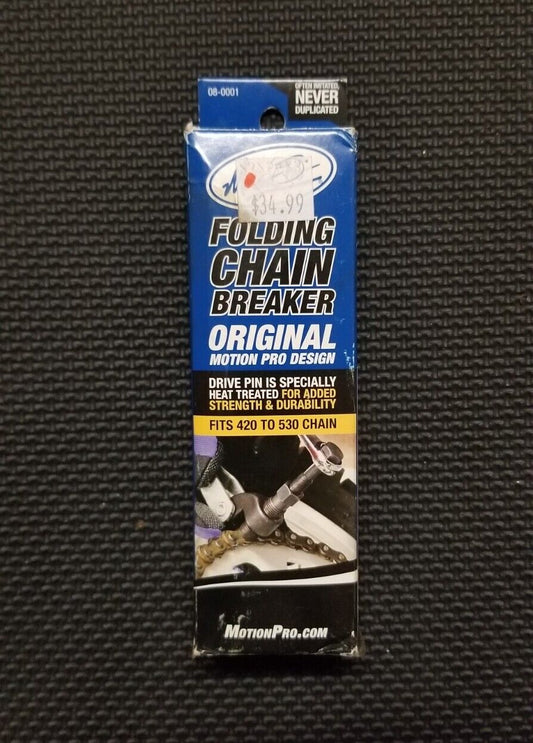 08-0001
OFTEN IMITATED,
NEVER
DUPLICATED
$34.99
FOLDING
CHAIN
BREAKER
ORIGINAL
MOTION PRO DESIGN
DRIVE PIN IS SPECIALLY
HEAT TREATED FOR ADDED
STRENGTH & DURABILITY
FITS 420 TO 530 CHAIN
MOTIONPRO.COM